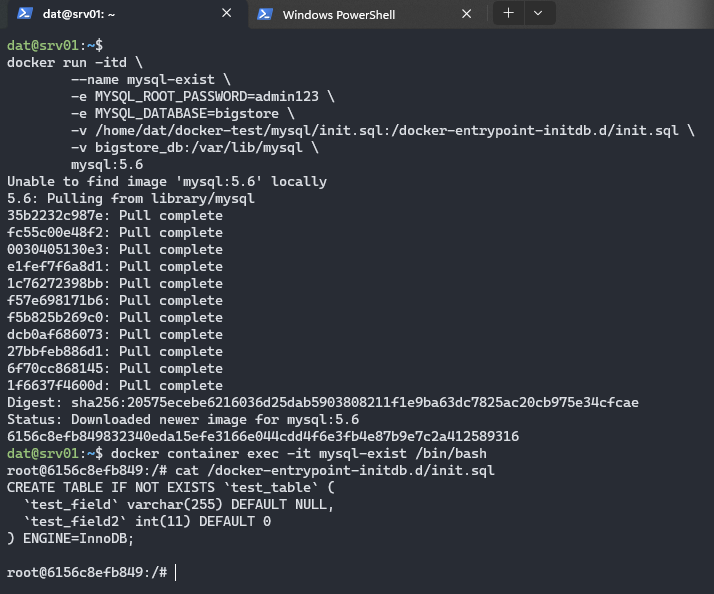 dat@srv01: ~
Windows PowerShell
dat@srv01:~$
docker run -itd \
--name mysql-exist \
-e MYSQL_ROOT_PASSWORD=admin123 \
-e MYSQL_DATABASE=bigstore \
-v /home/dat/docker-test/mysql/init.sql:/docker-entrypoint-initdb.d/init.sql \
-v bigstore_db:/var/lib/mysql \
mysql:5.6
Unable to find image 'mysql:5.6' locally
5.6: Pulling from library/mysql
35b2232c987e: Pull complete
fc55c00e48f2: Pull complete
0030405130e3: Pull complete
e1fef7f6a8d1: Pull complete
1c76272398bb: Pull complete
f57e698171b6: Pull complete
f5b825b269c0: Pull complete
dcb0af686073: Pull complete
27bbfeb886d1: Pull complete
6f70cc868145: Pull complete
1f6637f4600d: Pull complete
Digest: sha256:20575ecebe6216036d25dab5903808211f1e9ba63dc7825ac20cb975e34cfcae
Status: Downloaded newer image for mysql:5.6
6156c8efb849832340eda15efe3166e044cdd4f6e3fb4e87b9e7c2a412589316
dat@srv01:~$ docker container exec -it mysql-exist /bin/bash
root@6156c8efb849:/# cat /docker-entrypoint-initdb.d/init.sql
CREATE TABLE IF NOT EXISTS `test_table` (
`test_field` varchar(255) DEFAULT NULL,
`test_field2` int(11) DEFAULT 0
) ENGINE=InnoDB;
root@6156c8efb849:/#